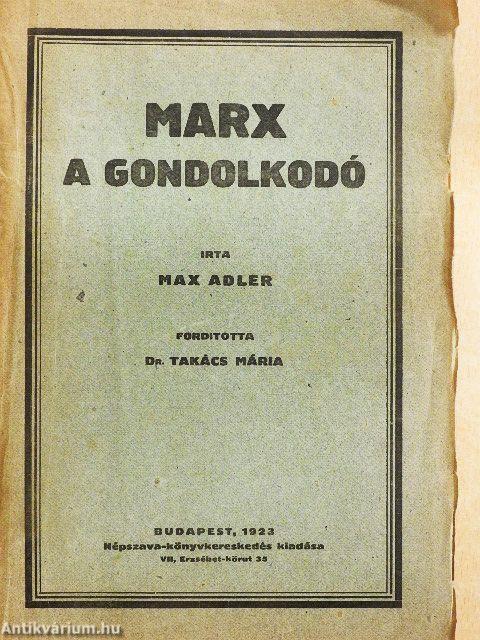 MARX
A GONDOLKODÓ
IRTA
MAX ADLER
FORDITOTTA
DR. TAKÁCS MÁRIA
BUDAPEST, 1923
Népszava-könyvkereskedés kiadása
VII, Erzsébet-körut 35
Antikvárium.hu